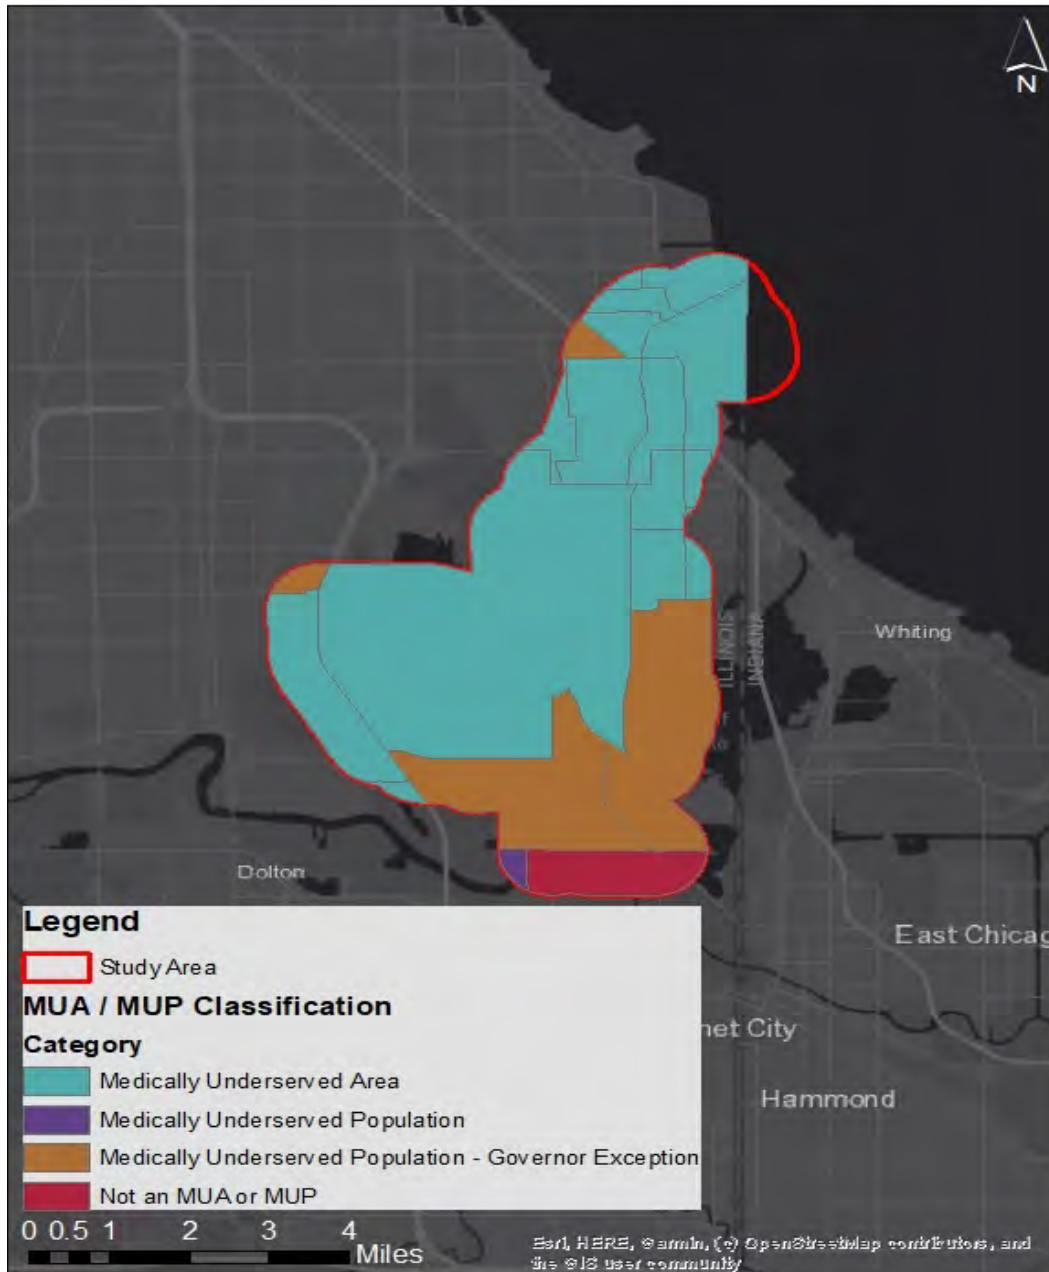 N
ILLINOIS
INDIANA
Whiting
Dolton
East Chicag
net City
Hammond
Legend
Study Area
MUA / MUP Classification
Category
Medically Underserved Area
Medically Underserved Population
Medically Underserved Population - Governor Exception
Not an MUA or MUP
0 0.5 1 2 3 4
Miles
Esri, HERE, Garmin, (c) OpenStreetMap contributors, and
the GIS user community